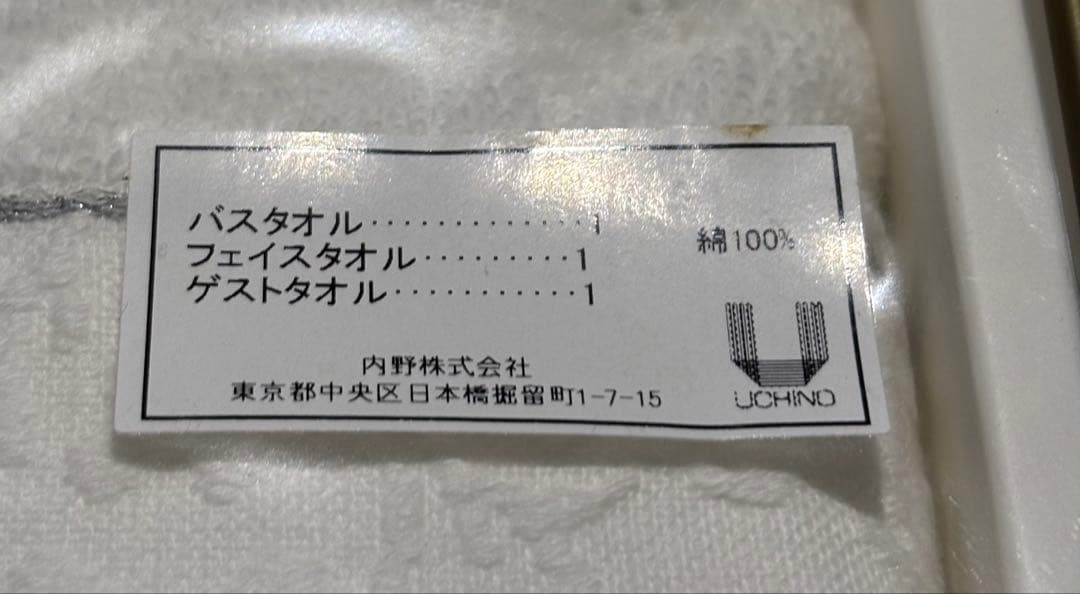 バスタオル·············1
フェイスタオル·········1
ゲストタオル···········1
綿100%
内野株式会社
東京都中央区日本橋掘留町1-7-15
UCHINO